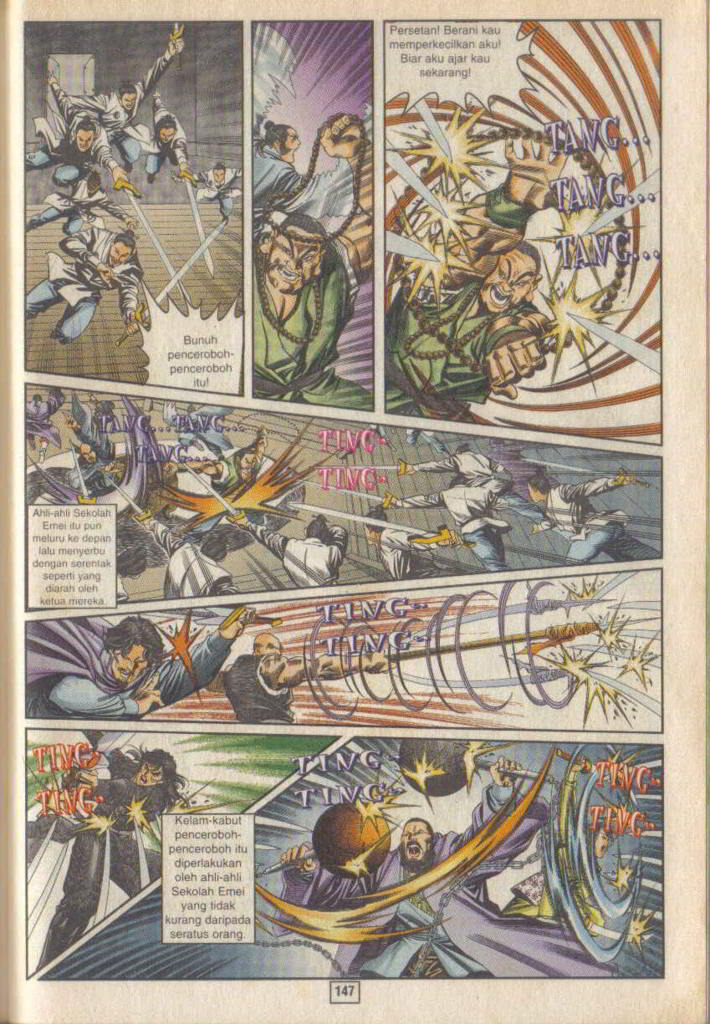 Bunuh
penceroboh-
penceroboh
itu!
Persetan! Berani kau
memperkecilkan aku!
Biar aku ajar kau
sekarang!
TANG...
TANG...
TANG...
TANG... TANG...
TANG...
TING-
TING-
Ahli-ahli Sekolah
Emei itu pun
meluru ke depan
lalu menyerbu
dengan serentak
seperti yang
diarah oleh
ketua mereka.
TING-
TING-
TING-
TING-
TING
TING-
TING-
TING-
Kelam-kabut
penceroboh-
penceroboh itu
diperlakukan
oleh ahli-ahli
Sekolah Emei
yang tidak
kurang daripada
seratus orang.
147